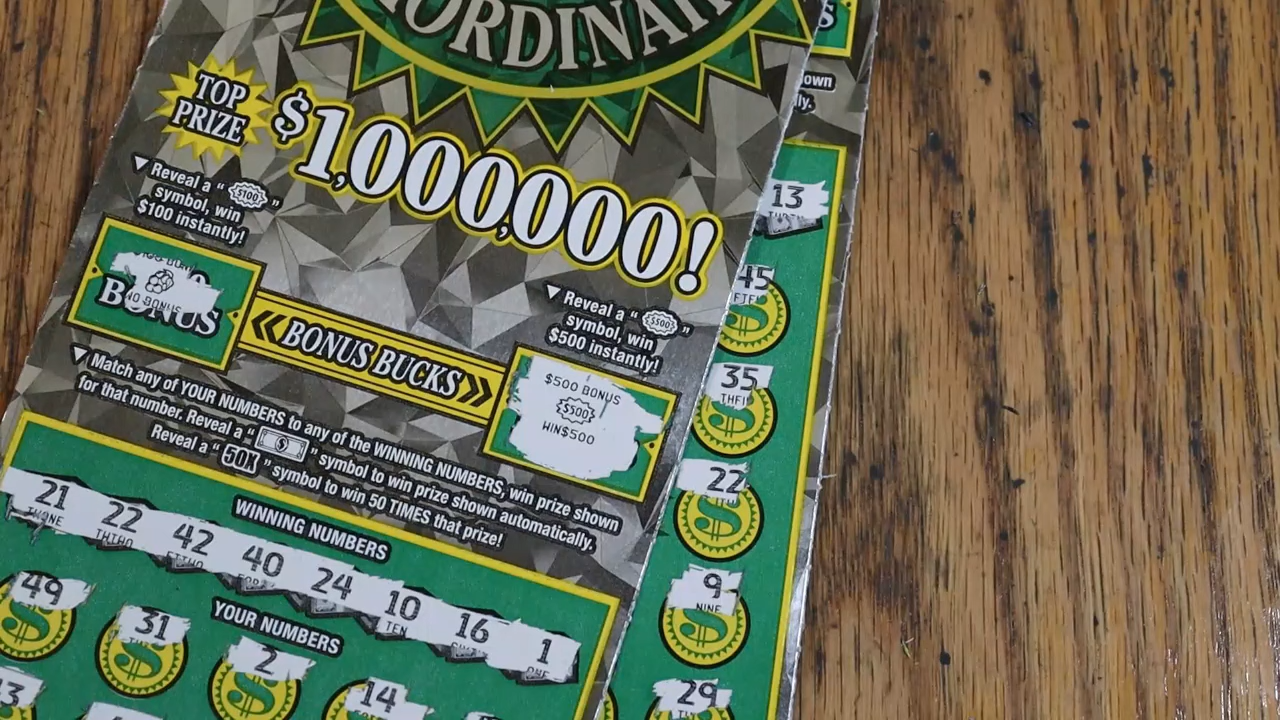 TOP
PRIZE
$1,000,000!
Reveal a " $100 "
symbol, win
$100 instantly!
BONUS
BONUS BUCKS
Reveal a " $500 "
symbol, win
$500 instantly!
$500 BONUS
$500
WIN$500
Match any of YOUR NUMBERS to any of the WINNING NUMBERS, win prize shown
for that number. Reveal a " $ " symbol to win prize shown automatically.
Reveal a " 50X " symbol to win 50 TIMES that prize!
WINNING NUMBERS
21 22 42 40 24 10 16 1
TEN
ONE
YOUR NUMBERS
49 31 2 14
13
45
35
22
9
NINE
29